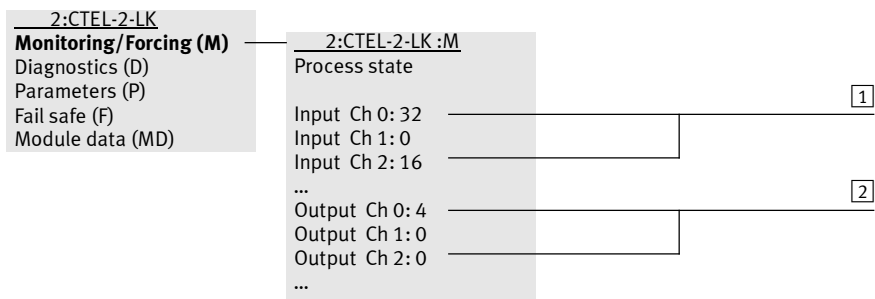 2:CTEL-2-LK
Monitoring/Forcing (M)
Diagnostics (D)
Parameters (P)
Fail safe (F)
Module data (MD)
2:CTEL-2-LK :M
Process state
Input Ch 0: 32
Input Ch 1: 0
Input Ch 2: 16
...
Output Ch 0: 4
Output Ch 1: 0
Output Ch 2: 0
...
1
2